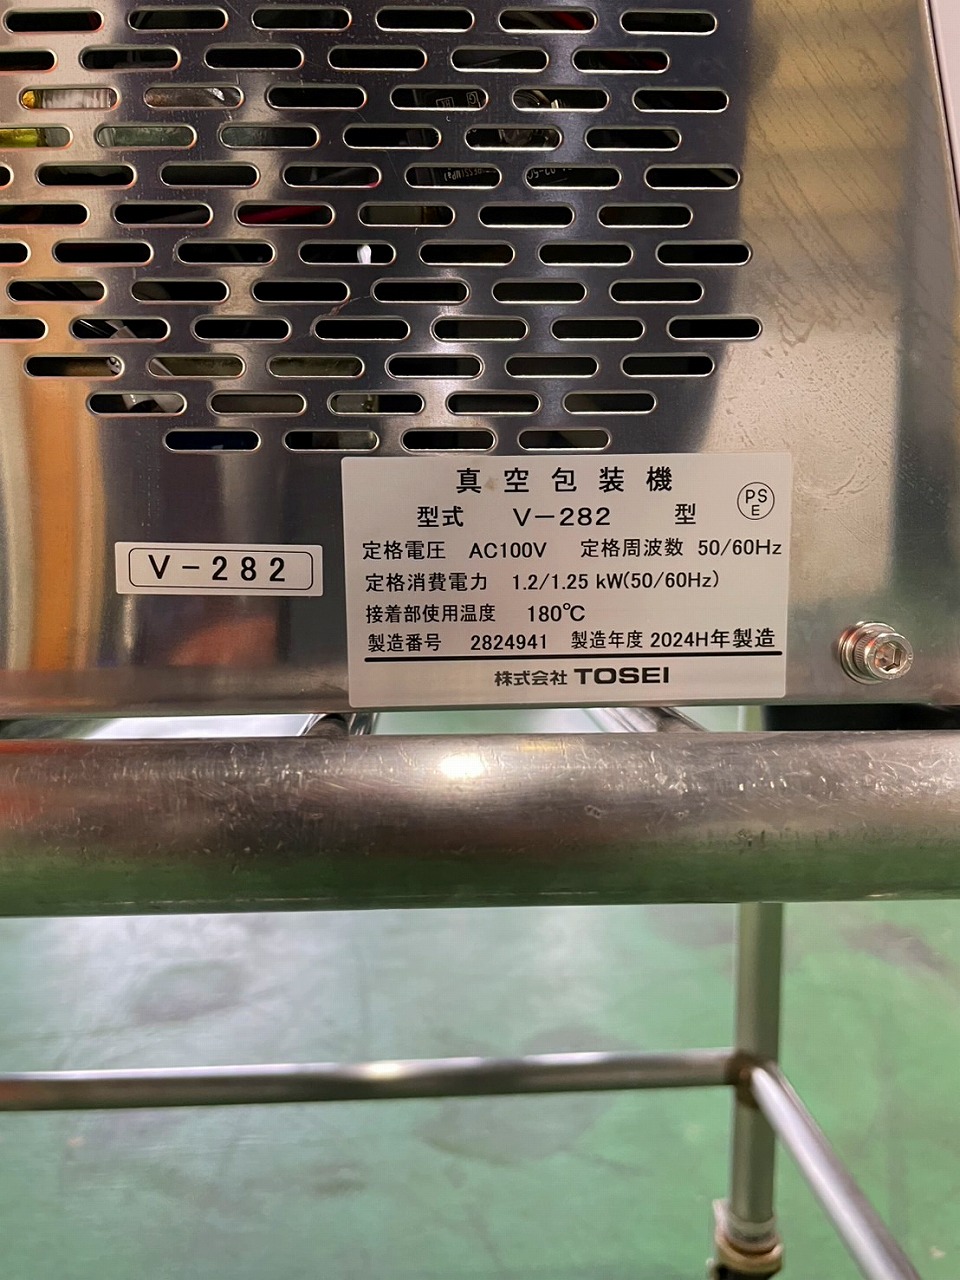 真空包装機
PS
E
型式 V－282 型
定格電圧 AC100V 定格周波数 50/60Hz
定格消費電力 1.2/1.25 kW(50/60Hz)
接着部使用温度 180℃
製造番号 2824941 製造年度 2024H年製造
株式会社 TOSEI
V－282